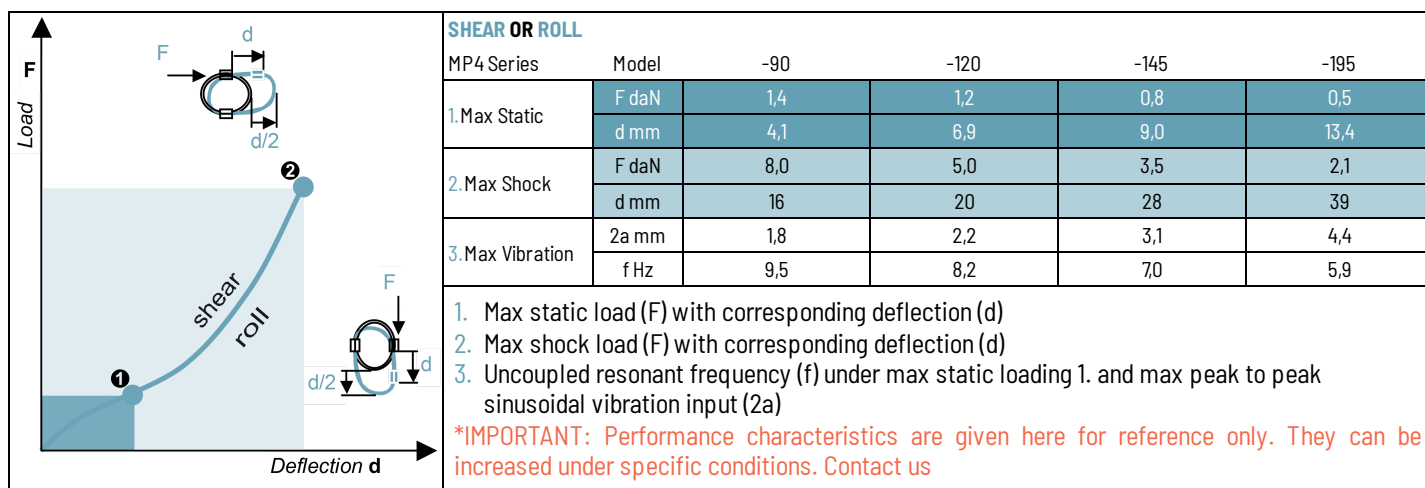 F
Load
F
d
d/2
2
shear
roll
F
d/2
d
1
Deflection d
SHEAR OR ROLL
MP4 Series Model -90 -120 -145 -195
1.Max Static F daN 1,4 1,2 0,8 0,5
d mm 4,1 6,9 9,0 13,4
2.Max Shock F daN 8,0 5,0 3,5 2,1
d mm 16 20 28 39
3.Max Vibration 2a mm 1,8 2,2 3,1 4,4
f Hz 9,5 8,2 7,0 5,9
1. Max static load (F) with corresponding deflection (d)
2. Max shock load (F) with corresponding deflection (d)
3. Uncoupled resonant frequency (f) under max static loading 1. and max peak to peak
sinusoidal vibration input (2a)
*IMPORTANT: Performance characteristics are given here for reference only. They can be
increased under specific conditions. Contact us